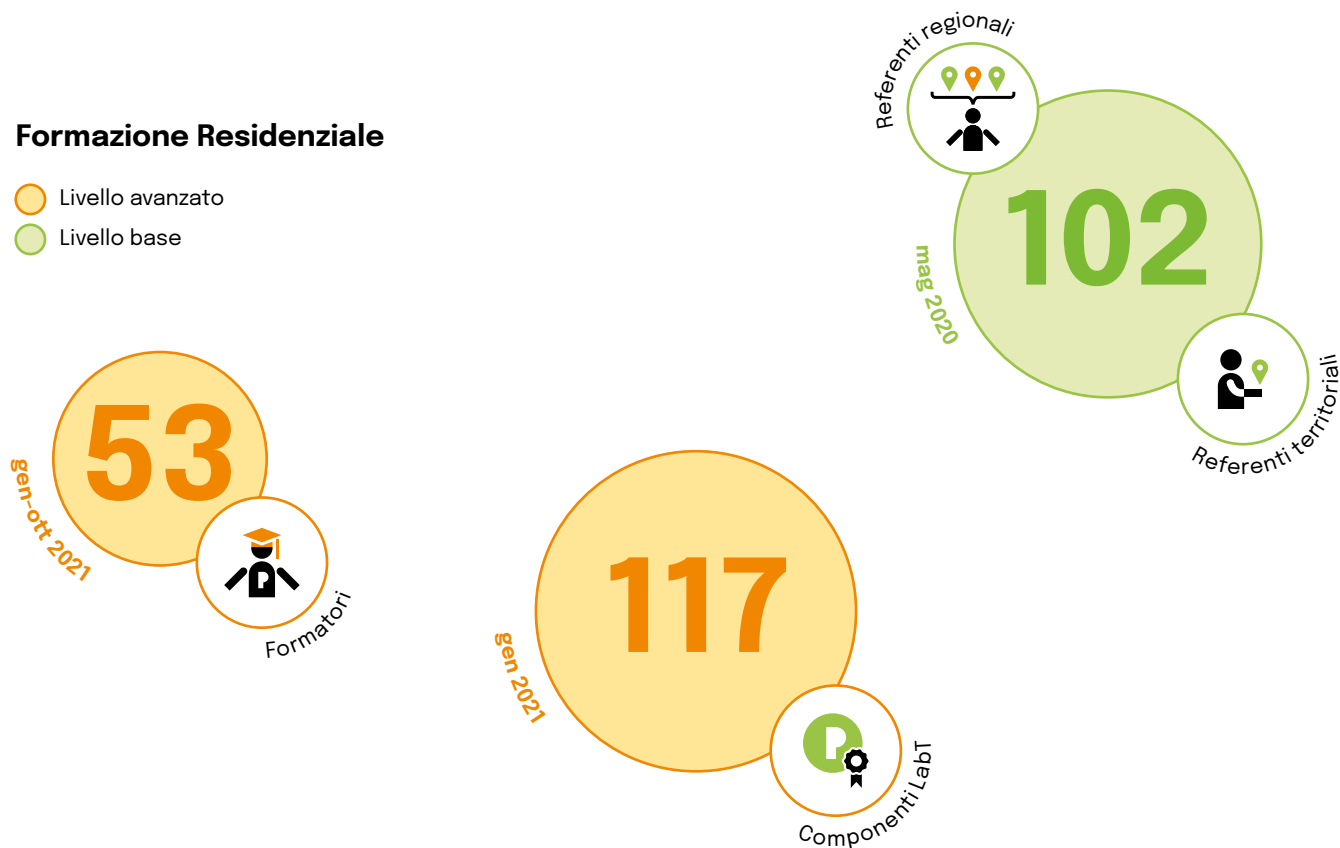 Formazione Residenziale
Livello avanzato
Livello base
Referenti regionali
102
mag 2020
Referenti territoriali
53
gen-ott 2021
Formatori
117
gen 2021
Componenti LabT